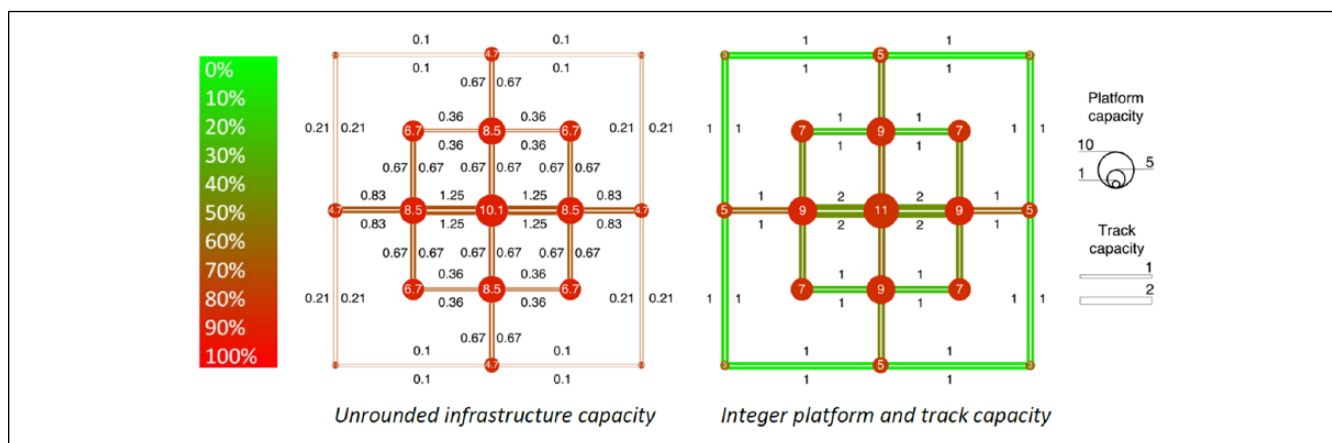 0%
10%
20%
30%
40%
50%
60%
70%
80%
90%
100%
0.1 0.1
4.7
0.1 0.1
0.67 0.67
0.36 0.36
0.21 0.21 6.7 8.5 6.7 0.21 0.21
0.36 0.36
0.67 0.67 0.67 0.67 0.67 0.67
0.83 1.25 1.25 0.83
4.7 8.5 10.1 8.5 4.7
0.83 1.25 1.25 0.83
0.67 0.67 0.67 0.67 0.67 0.67
0.36 0.36
0.21 0.21 6.7 8.5 6.7 0.21 0.21
0.36 0.36
0.67 0.67
0.1 0.1
4.7
0.1 0.1
Unrounded infrastructure capacity
1 1
5
1 1
1 1
1 1 7 9 7 1 1
1 1
1 2 2 1
5 9 11 9 5
1 2 2 1
1 1
1 1 7 9 7 1 1
1 1
1 1
5
1 1
Integer platform and track capacity
Platform
capacity
10
5
1
Track
capacity
1
2